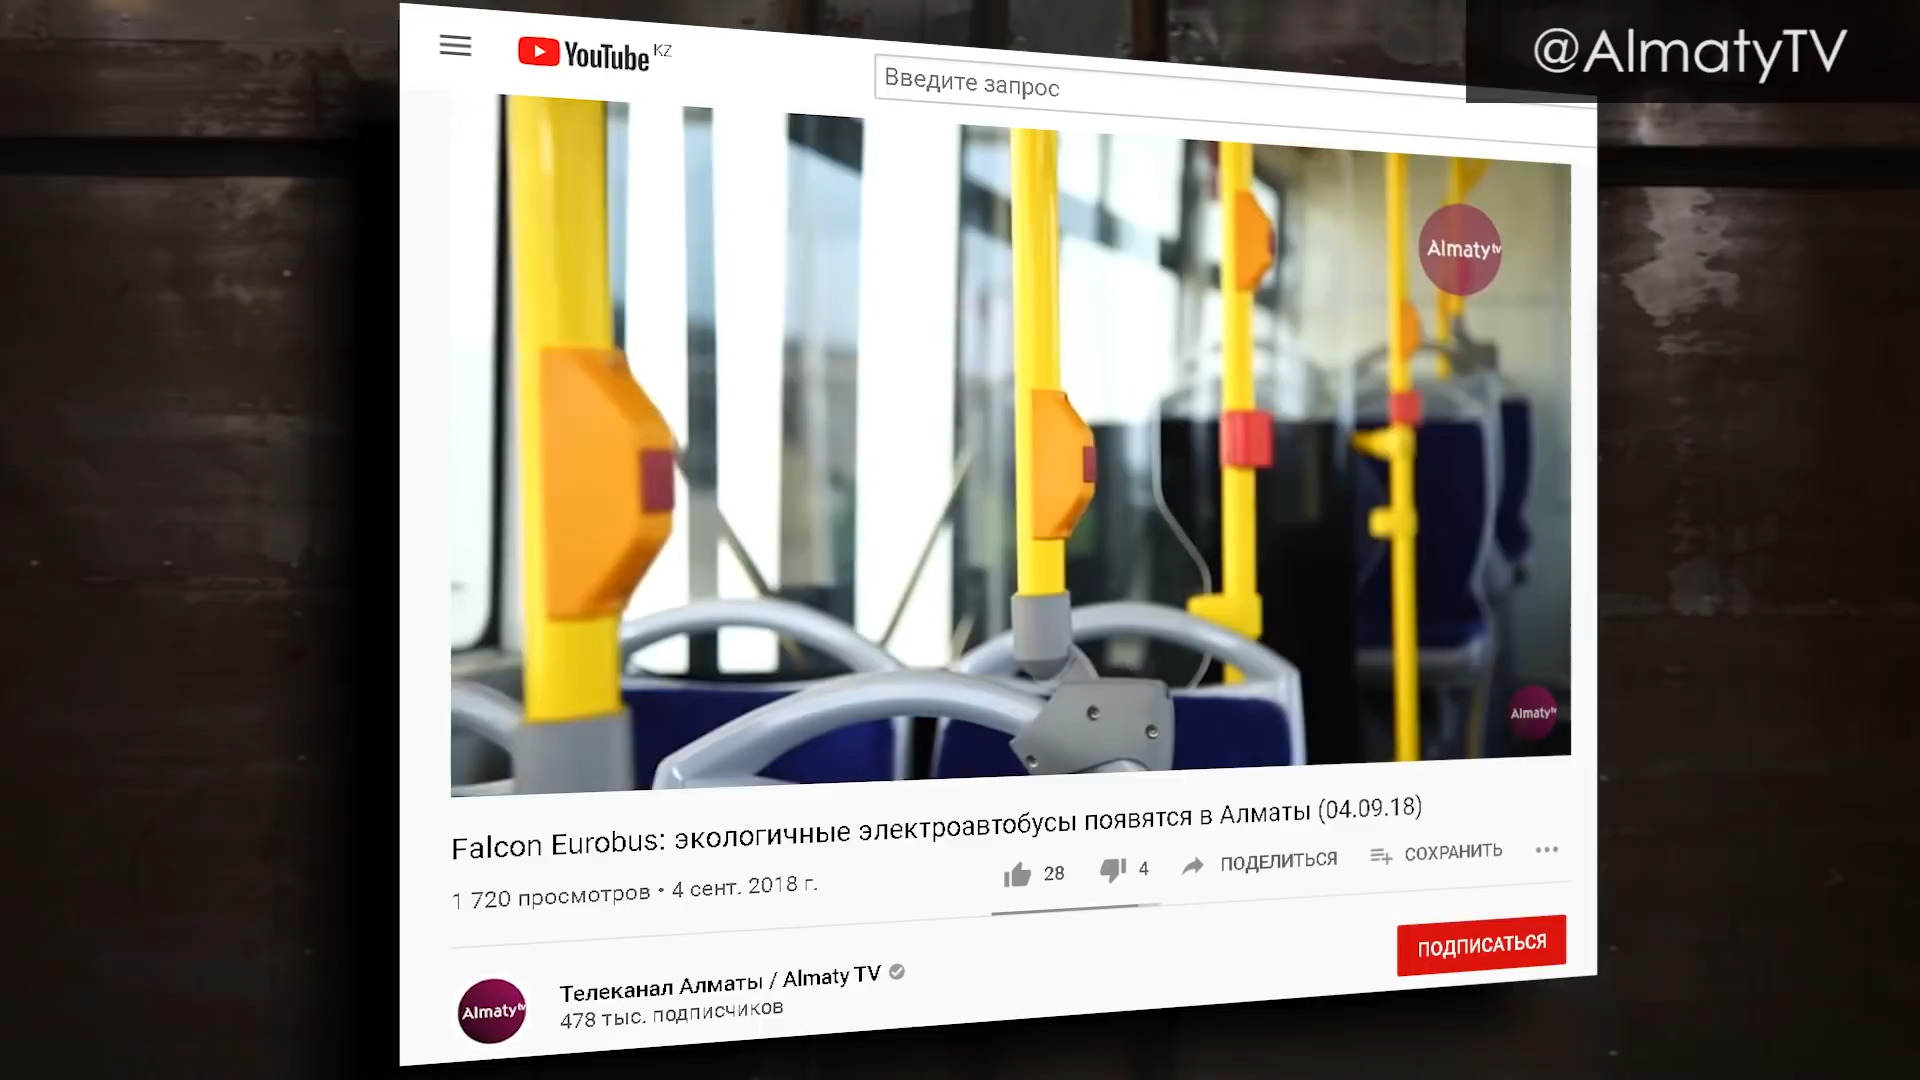 @AlmatyTV
YouTube KZ
Введите запрос
Almaty tv
Almaty tv
Falcon Eurobus: экологичные электроавтобусы появятся в Алматы (04.09.18)
1 720 просмотров • 4 сент. 2018 г.
28
4
ПОДЕЛИТЬСЯ
СОХРАНИТЬ
Almaty tv
Телеканал Алматы / Almaty TV
478 тыс. подписчиков
ПОДПИСАТЬСЯ